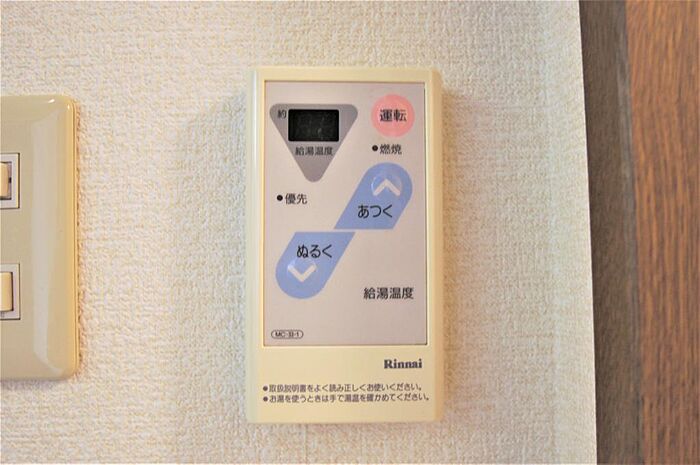 約
運転
給湯温度
燃焼
優先
あつく
ぬるく
給湯温度
MC-33-1
Rinnai
●取扱説明書をよく読み正しくお使いください。
●お湯を使うときは手で湯温を確かめてください。